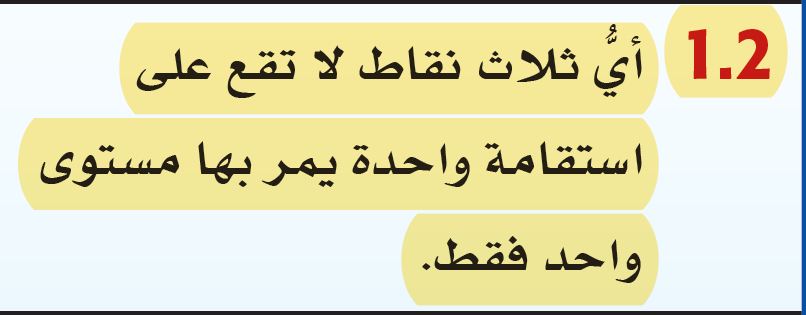 1.2 أيُّ ثلاث نقاط لا تقع على
استقامة واحدة يمر بها مستوى
واحد فقط.